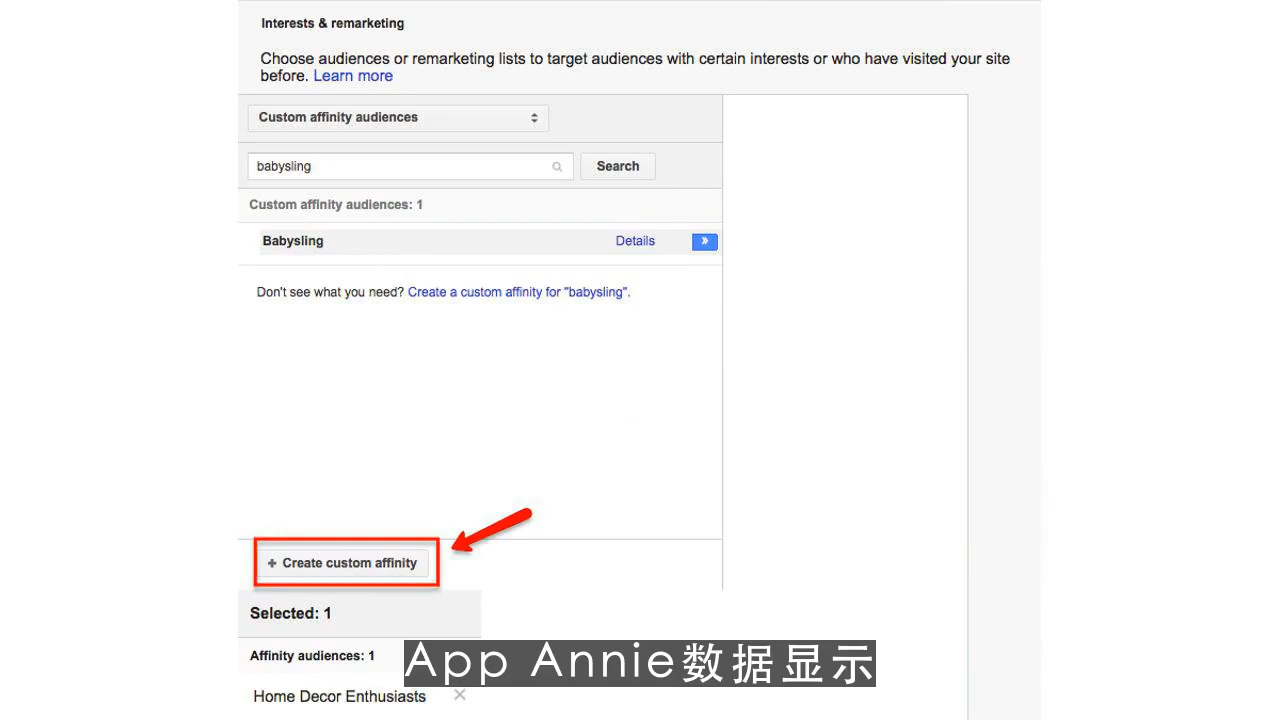 Interests & remarketing
Choose audiences or remarketing lists to target audiences with certain interests or who have visited your site
before. Learn more
Custom affinity audiences
babysling
Search
Custom affinity audiences: 1
Babysling
Details
»
Don't see what you need? Create a custom affinity for "babysling".
+ Create custom affinity
Selected: 1
Affinity audiences: 1
App Annie数据显示
Home Decor Enthusiasts